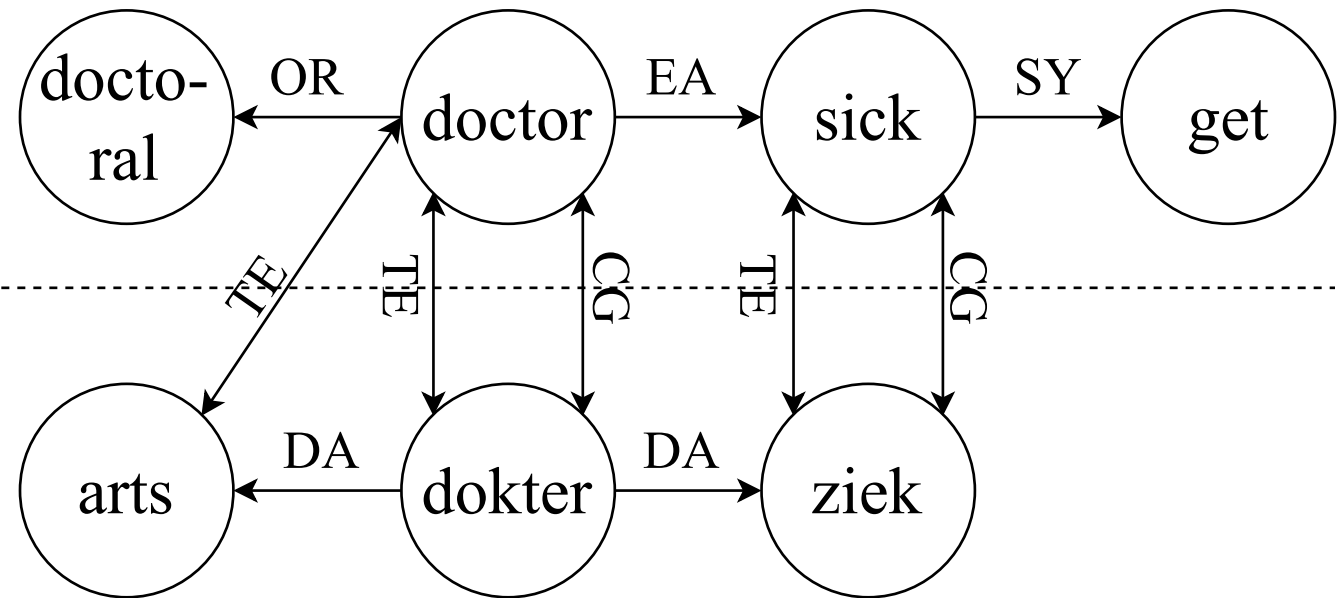 docto-
ral
OR
doctor
EA
sick
SY
get
TE
TE
CG
TE
CG
arts
DA
dokter
DA
ziek